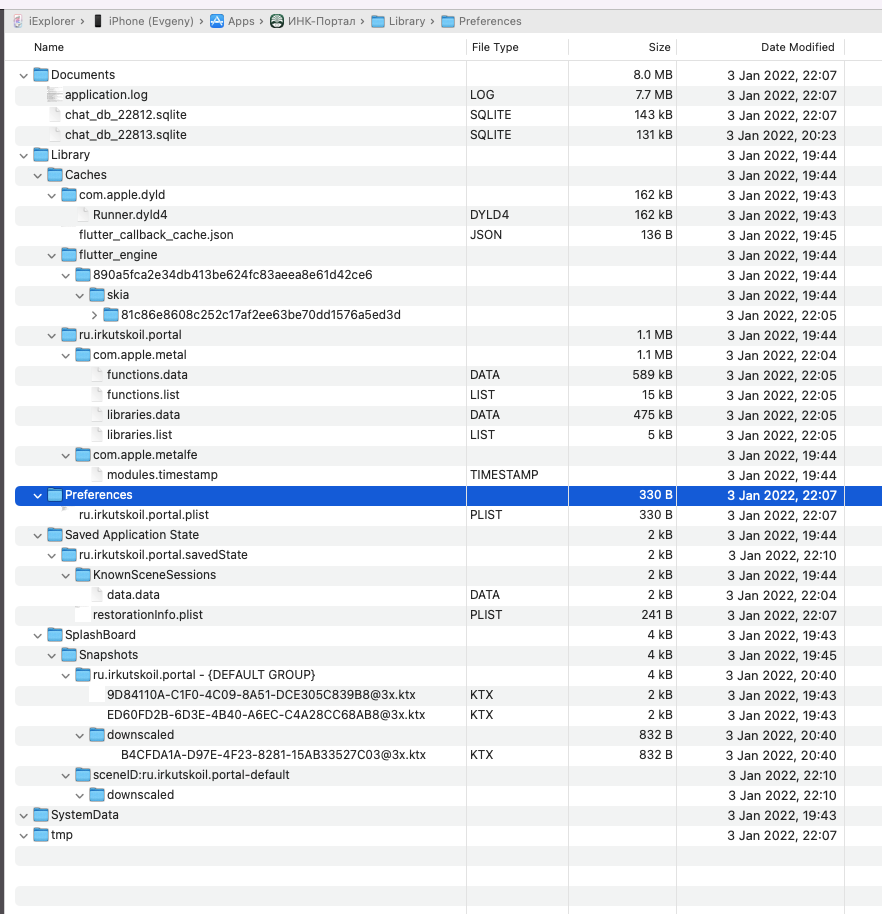 iExplorer › iPhone (Evgeny) › Apps › ИНК-Портал › Library › Preferences
Name File Type Size Date Modified
Documents 8.0 MB 3 Jan 2022, 22:07
application.log LOG 7.7 MB 3 Jan 2022, 22:07
chat_db_22812.sqlite SQLITE 143 kB 3 Jan 2022, 22:07
chat_db_22813.sqlite SQLITE 131 kB 3 Jan 2022, 20:23
Library 3 Jan 2022, 19:44
Caches 3 Jan 2022, 19:44
com.apple.dyld 162 kB 3 Jan 2022, 19:43
Runner.dyld4 DYLD4 162 kB 3 Jan 2022, 19:43
flutter_callback_cache.json JSON 136 B 3 Jan 2022, 19:45
flutter_engine 3 Jan 2022, 19:44
890a5fca2e34db413be624fc83aeea8e61d42ce6 3 Jan 2022, 19:44
skia 3 Jan 2022, 19:44
81c86e8608c252c17af2ee63be70dd1576a5ed3d 3 Jan 2022, 22:05
ru.irkutskoil.portal 1.1 MB 3 Jan 2022, 19:44
com.apple.metal 1.1 MB 3 Jan 2022, 22:04
functions.data DATA 589 kB 3 Jan 2022, 22:05
functions.list LIST 15 kB 3 Jan 2022, 22:05
libraries.data DATA 475 kB 3 Jan 2022, 22:05
libraries.list LIST 5 kB 3 Jan 2022, 22:05
com.apple.metalfe 3 Jan 2022, 19:44
modules.timestamp TIMESTAMP 3 Jan 2022, 19:44
Preferences 330 B 3 Jan 2022, 22:07
ru.irkutskoil.portal.plist PLIST 330 B 3 Jan 2022, 22:07
Saved Application State 2 kB 3 Jan 2022, 19:44
ru.irkutskoil.portal.savedState 2 kB 3 Jan 2022, 22:10
KnownSceneSessions 2 kB 3 Jan 2022, 19:44
data.data DATA 2 kB 3 Jan 2022, 22:04
restorationInfo.plist PLIST 241 B 3 Jan 2022, 22:07
SplashBoard 4 kB 3 Jan 2022, 19:43
Snapshots 4 kB 3 Jan 2022, 19:45
ru.irkutskoil.portal - {DEFAULT GROUP} 4 kB 3 Jan 2022, 20:40
9D84110A-C1F0-4C09-8A51-DCE305C839B8@3x.ktx KTX 2 kB 3 Jan 2022, 19:43
ED60FD2B-6D3E-4B40-A6EC-C4A28CC68AB8@3x.ktx KTX 2 kB 3 Jan 2022, 19:43
downscaled 832 B 3 Jan 2022, 20:40
B4CFDA1A-D97E-4F23-8281-15AB33527C03@3x.ktx KTX 832 B 3 Jan 2022, 20:40
sceneID:ru.irkutskoil.portal-default 3 Jan 2022, 22:10
downscaled 3 Jan 2022, 22:10
SystemData 3 Jan 2022, 19:43
tmp 3 Jan 2022, 22:07